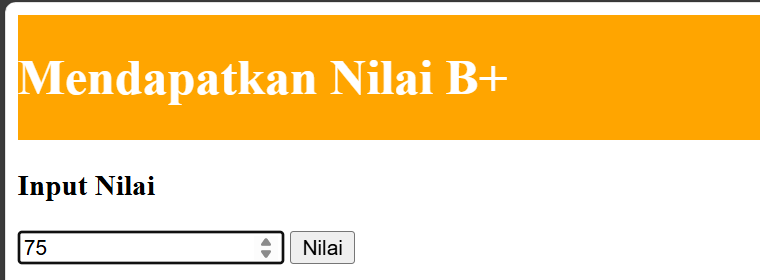 Mendapatkan Nilai B+
Input Nilai
75 Nilai